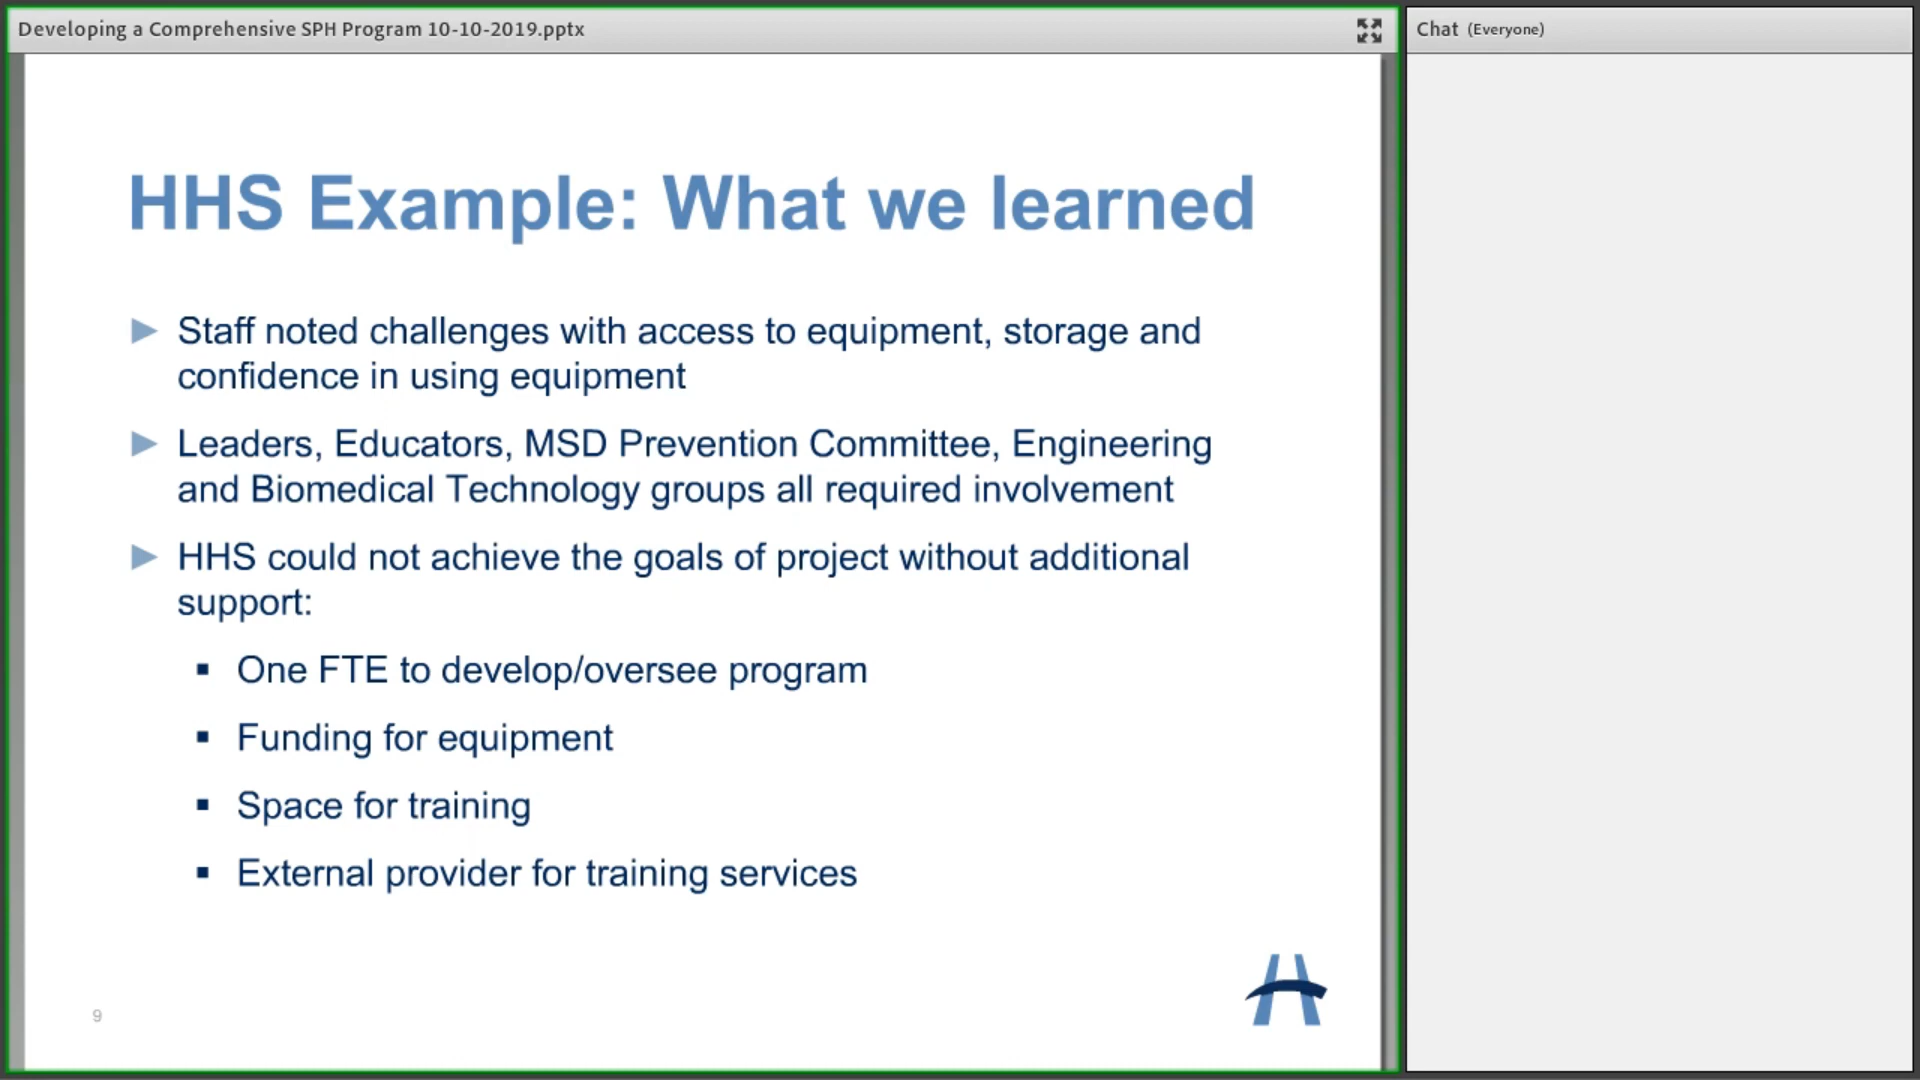 Developing a Comprehensive SPH Program 10-10-2019.pptx
Chat (Everyone)
HHS Example: What we learned
► Staff noted challenges with access to equipment, storage and
confidence in using equipment
► Leaders, Educators, MSD Prevention Committee, Engineering
and Biomedical Technology groups all required involvement
► HHS could not achieve the goals of project without additional
support:
▪ One FTE to develop/oversee program
▪ Funding for equipment
▪ Space for training
▪ External provider for training services
9